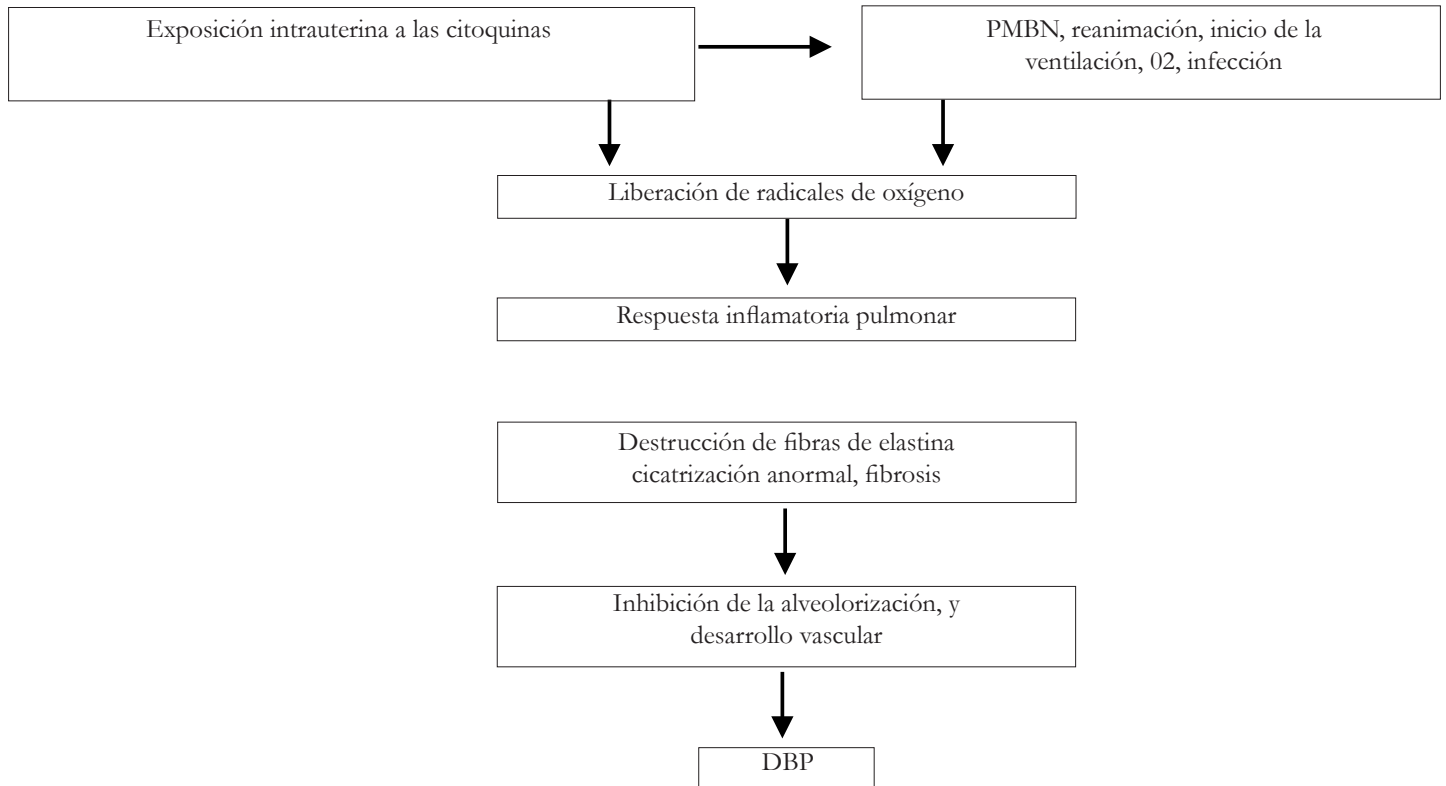 Exposición intrauterina a las citoquinas
PMBN, reanimación, inicio de la
ventilación, 02, infección
Liberación de radicales de oxígeno
Respuesta inflamatoria pulmonar
Destrucción de fibras de elastina
cicatrización anormal, fibrosis
Inhibición de la alveolorización, y
desarrollo vascular
DBP